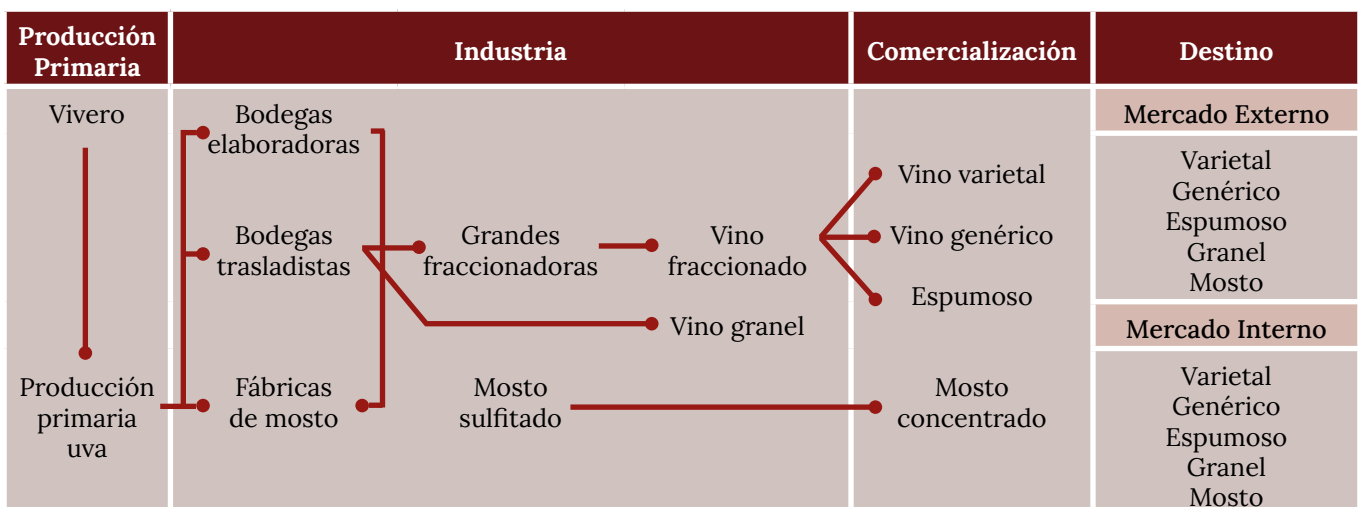 Producción
Primaria
Industria
Comercialización
Destino
Vivero
Producción
primaria
uva
Bodegas
elaboradoras
Bodegas
trasladistas
Fábricas
de mosto
Grandes
fraccionadoras
Mosto
sulfitado
Vino
fraccionado
Vino granel
Vino varietal
Vino genérico
Espumoso
Mosto
concentrado
Mercado Externo
Varietal
Genérico
Espumoso
Granel
Mosto
Mercado Interno
Varietal
Genérico
Espumoso
Granel
Mosto